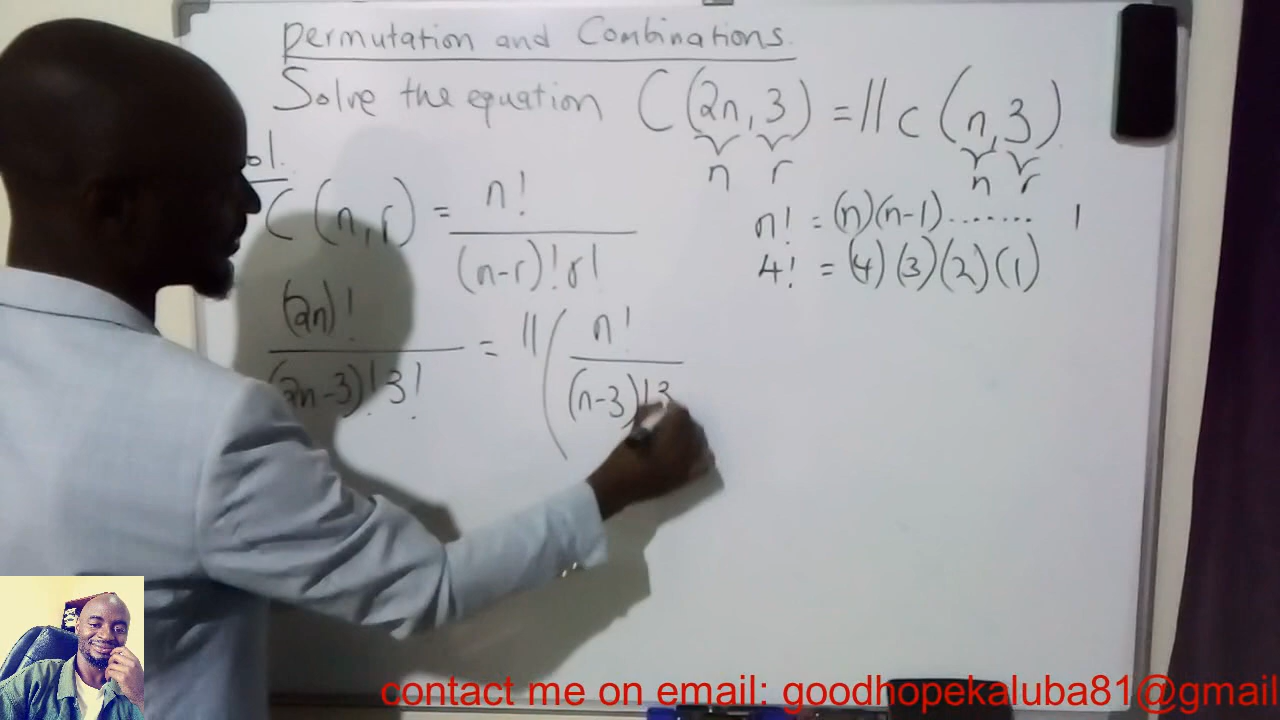 Permutation and Combinations.
Solve the equation C(2n,3) = 11 C(n,3)
n r n r
ol.
C(n,r) = n! / (n-r)! r!
n! = (n)(n-1)....... 1
4! = (4)(3)(2)(1)
(2n)! / (2n-3)! 3! = 11 ( n! / (n-3)! 3
contact me on email: goodhopekaluba81@gmail